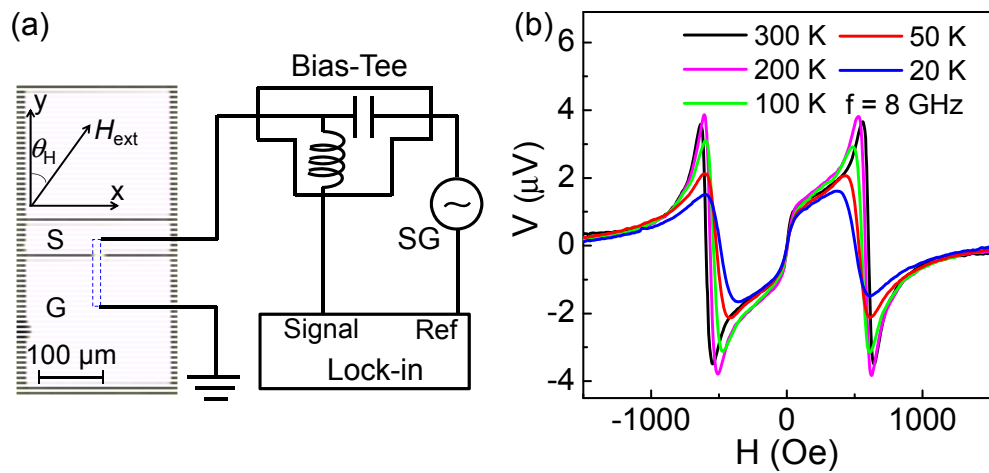 (a)
Bias-Tee
y
θH
Hext
x
S
G
100 μm
SG
~
Signal Ref
Lock-in
(b)
300 K 50 K
200 K 20 K
100 K f = 8 GHz
V (μV)
6
4
2
0
-2
-4
-1000 0 1000
H (Oe)